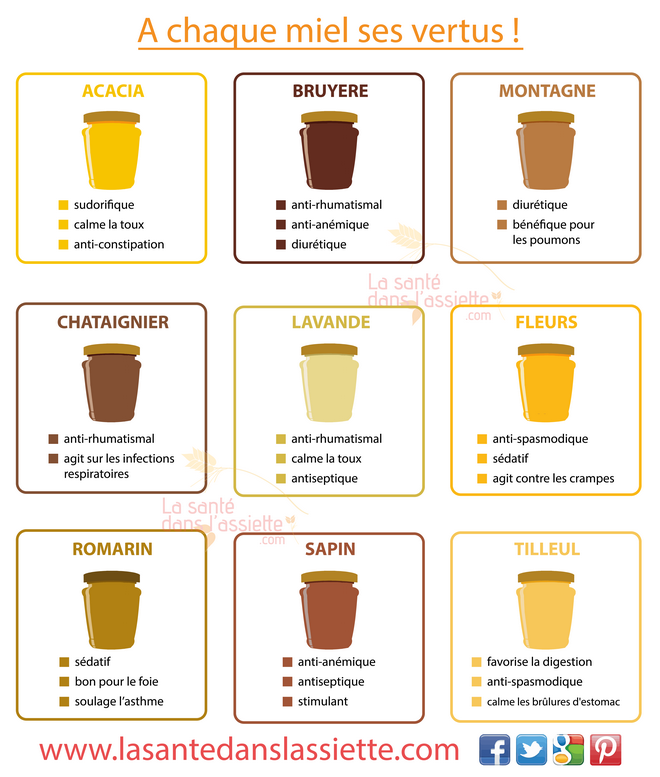 A chaque miel ses vertus !
ACACIA
sudorifique
calme la toux
anti-constipation
BRUYERE
anti-rhumatismal
anti-anémique
diurétique
MONTAGNE
diurétique
bénéfique pour
les poumons
La santé
dans l'assiette
.com
CHATAIGNIER
anti-rhumatismal
agit sur les infections
respiratoires
LAVANDE
anti-rhumatismal
calme la toux
antiseptique
FLEURS
anti-spasmodique
sédatif
agit contre les crampes
La santé
dans l'assiette
.com
ROMARIN
sédatif
bon pour le foie
soulage l'asthme
SAPIN
anti-anémique
antiseptique
stimulant
TILLEUL
favorise la digestion
anti-spasmodique
calme les brûlures d'estomac
www.lasantedanslassiette.com